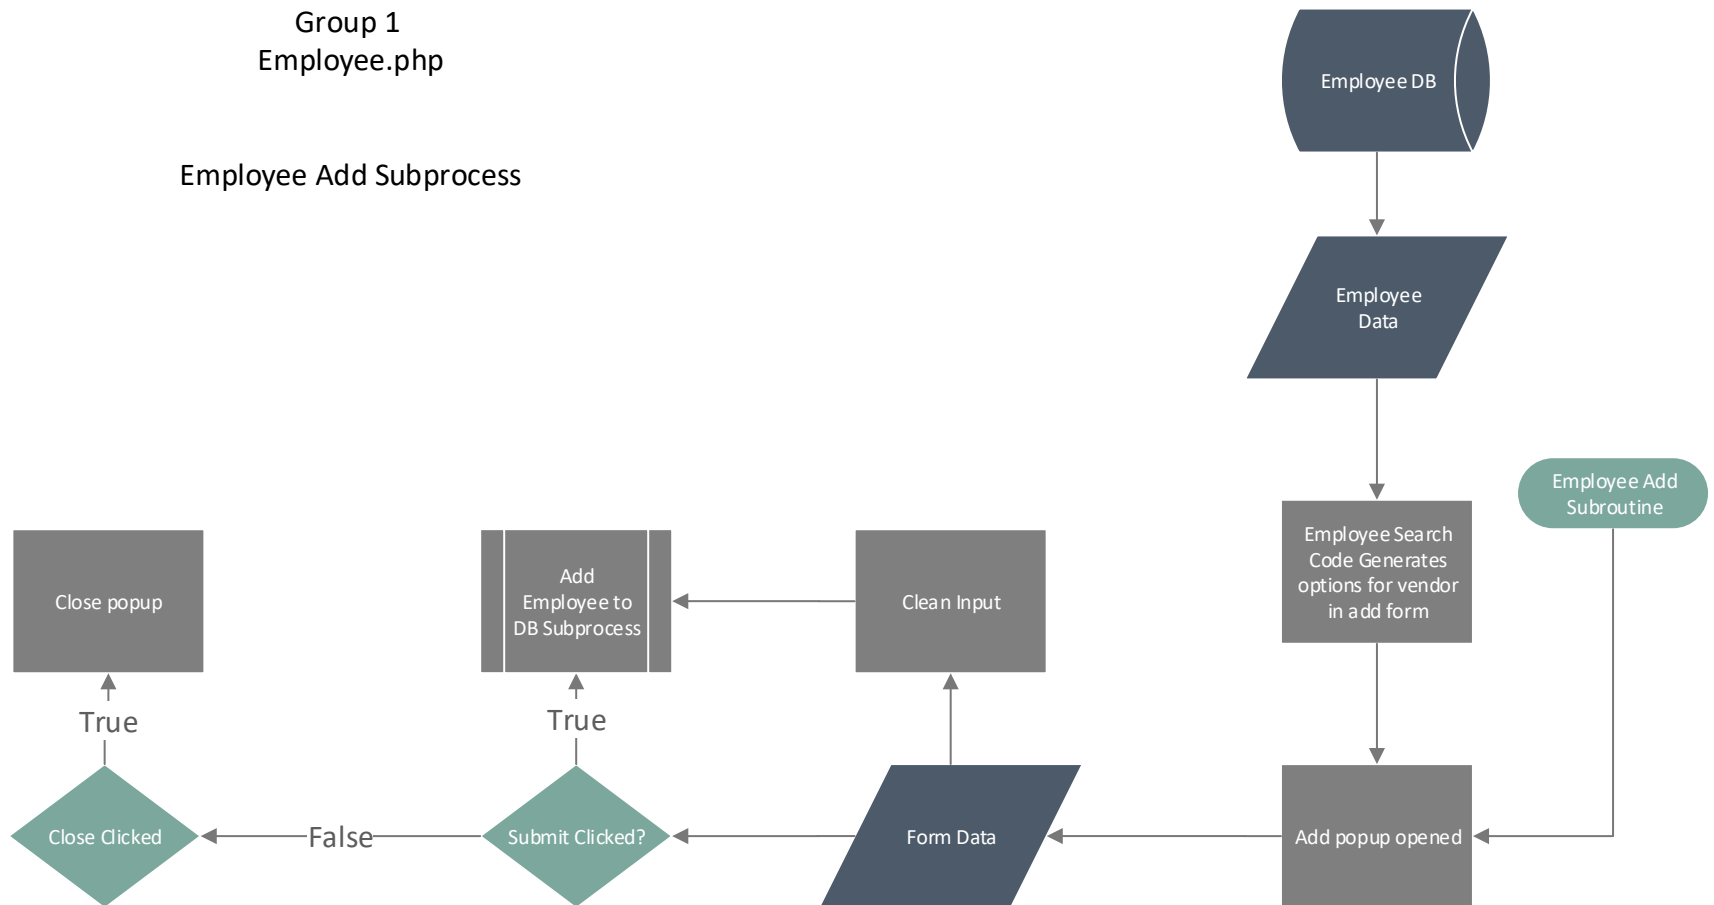 Group 1
Employee.php
Employee Add Subprocess
Employee DB
Employee
Data
Employee Add
Subroutine
Employee Search
Code Generates
options for vendor
in add form
Close popup
Add
Employee to
DB Subprocess
Clean Input
True
True
Close Clicked
False
Submit Clicked?
Form Data
Add popup opened